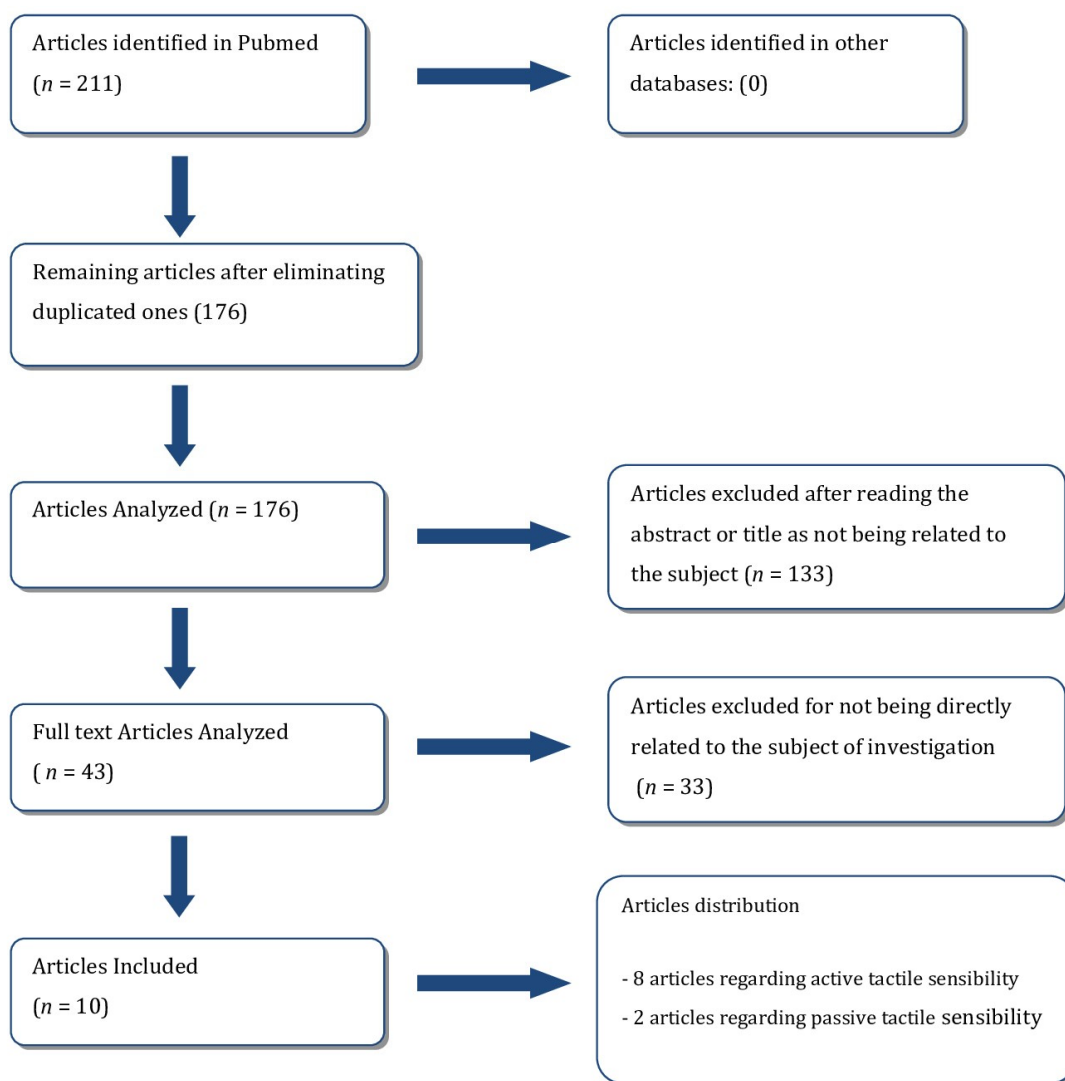 Articles identified in Pubmed
(n = 211)
Articles identified in other
databases: (0)
Remaining articles after eliminating
duplicated ones (176)
Articles Analyzed (n = 176)
Articles excluded after reading the
abstract or title as not being related to
the subject (n = 133)
Full text Articles Analyzed
( n = 43)
Articles excluded for not being directly
related to the subject of investigation
(n = 33)
Articles Included
(n = 10)
Articles distribution
- 8 articles regarding active tactile sensibility
- 2 articles regarding passive tactile sensibility